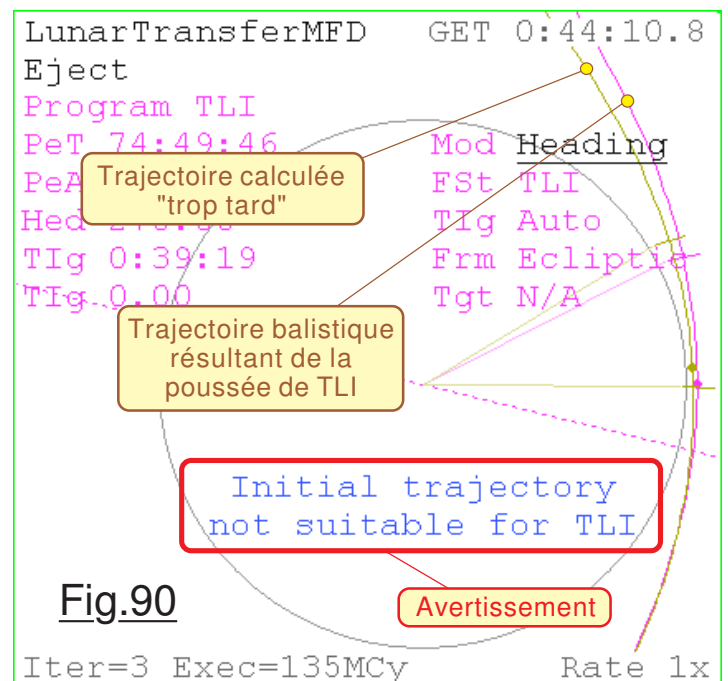 LunarTransferMFD GET 0:44:10.8
Eject
Program TLI
PeT 74:49:46 Mod Heading
PeA FSt TLI
Trajectoire calculée
"trop tard"
Hed TIg Auto
TIg 0:39:19 Frm Ecliptic
TIg 0.00 Tgt N/A
Trajectoire balistique
résultant de la
poussée de TLI
Initial trajectory
not suitable for TLI
Avertissement
Fig.90
Iter=3 Exec=135MCy Rate 1x